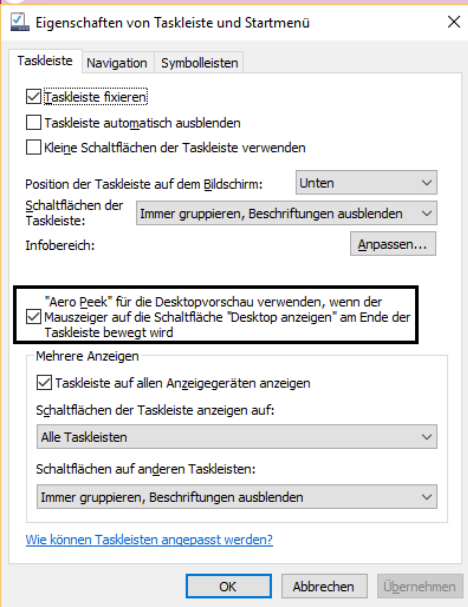 Eigenschaften von Taskleiste und Startmenü
Taskleiste Navigation Symbolleisten
Taskleiste fixieren
Taskleiste automatisch ausblenden
Kleine Schaltflächen der Taskleiste verwenden
Position der Taskleiste auf dem Bildschirm: Unten
Schaltflächen der
Taskleiste: Immer gruppieren, Beschriftungen ausblenden
Infobereich: Anpassen...
"Aero Peek" für die Desktopvorschau verwenden, wenn der
Mauszeiger auf die Schaltfläche "Desktop anzeigen" am Ende der
Taskleiste bewegt wird
Mehrere Anzeigen
Taskleiste auf allen Anzeigegeräten anzeigen
Schaltflächen der Taskleiste anzeigen auf:
Alle Taskleisten
Schaltflächen auf anderen Taskleisten:
Immer gruppieren, Beschriftungen ausblenden
Wie können Taskleisten angepasst werden?
OK Abbrechen Übernehmen